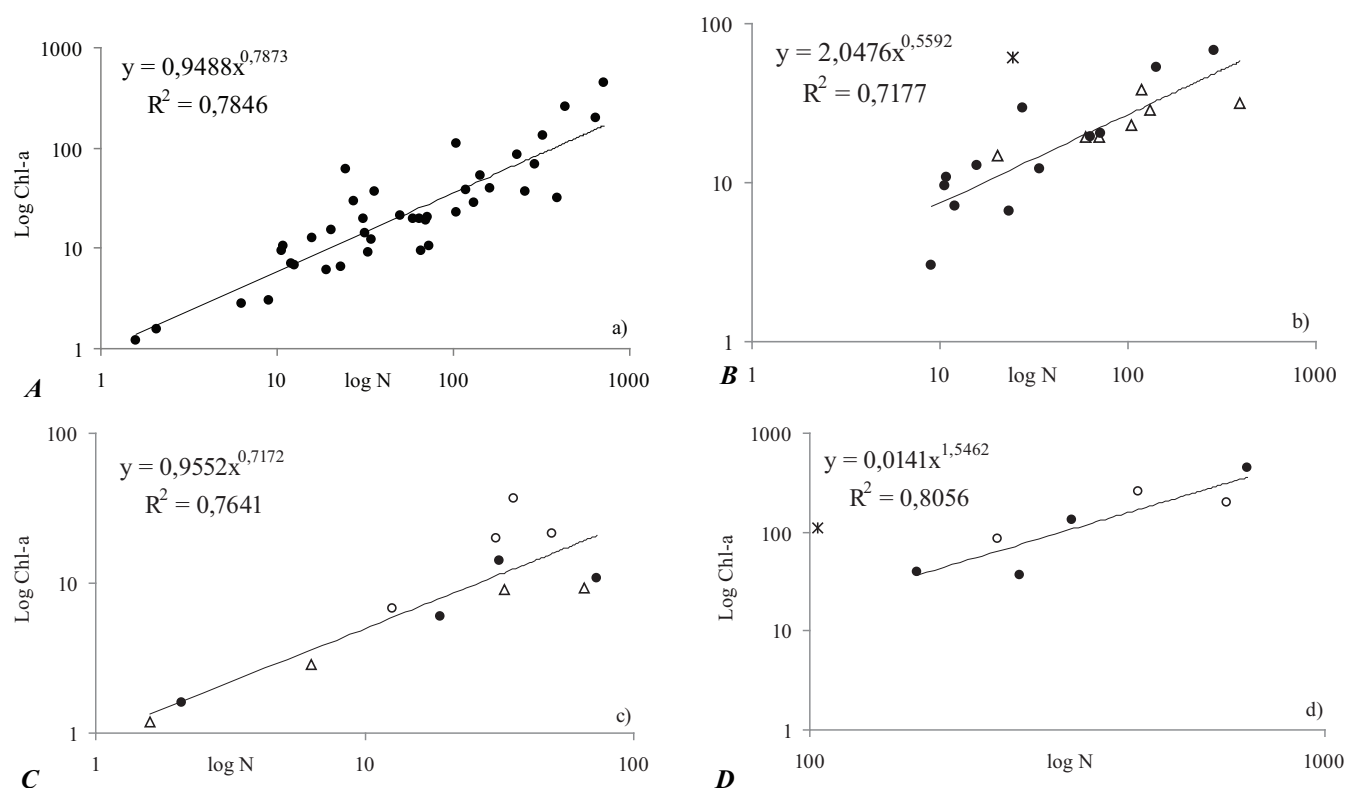 1000
y = 0,9488x^0,7873
R² = 0,7846
100
Log Chl-a
10
1
a)
1
10
log N
100
1000
A
100
y = 2,0476x^0,5592
R² = 0,7177
10
1
b)
1
10
log N
100
1000
B
100
y = 0,9552x^0,7172
R² = 0,7641
Log Chl-a
10
1
c)
1
log N
10
100
C
1000
y = 0,0141x^1,5462
R² = 0,8056
100
Log Chl-a
10
1
d)
100
log N
1000
D